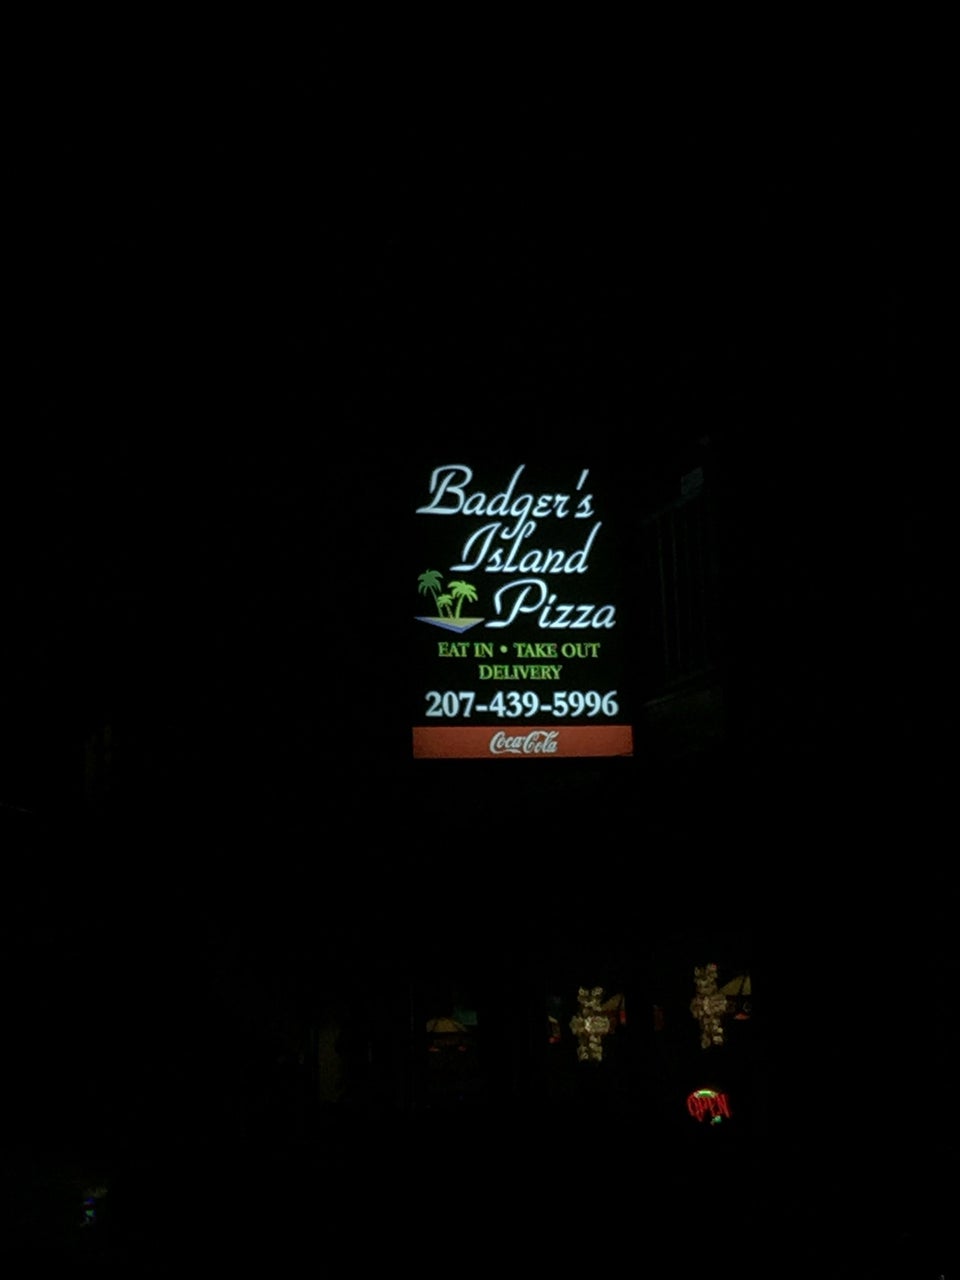 Badger's
Island
Pizza
EAT IN • TAKE OUT
DELIVERY
207-439-5996
Coca-Cola
OPEN